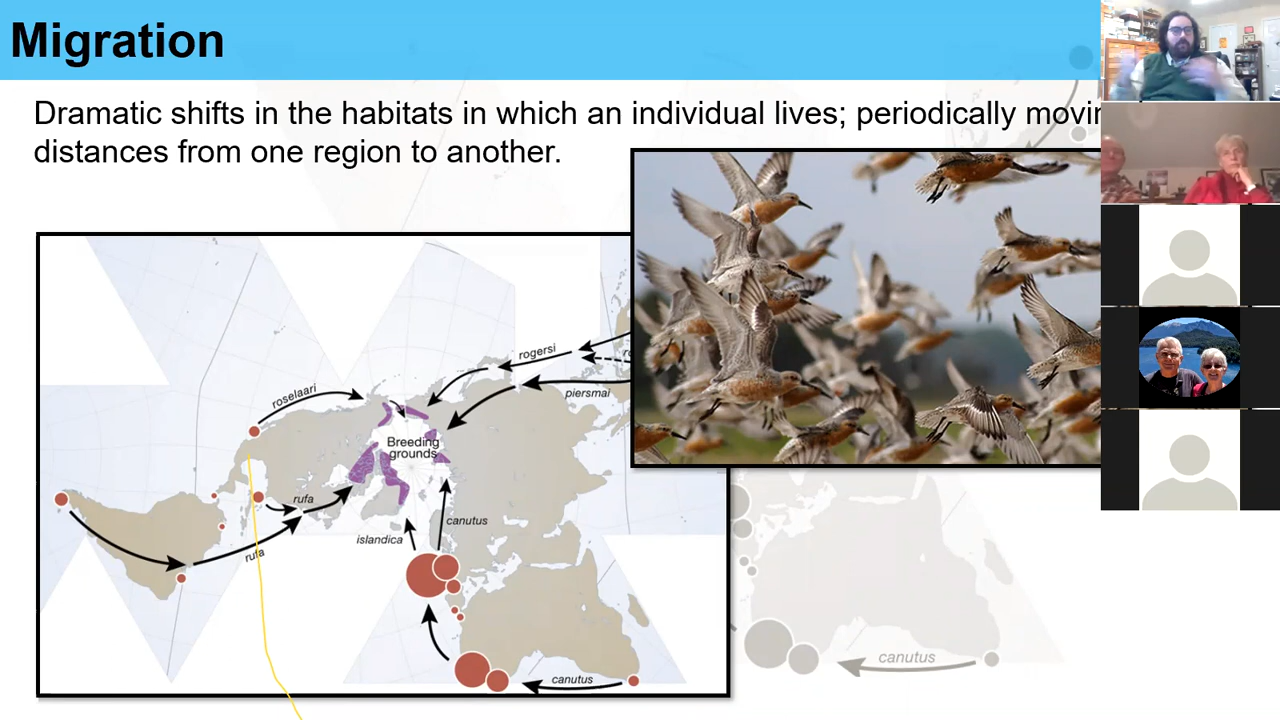 Migration
Dramatic shifts in the habitats in which an individual lives; periodically
distances from one region to another.
rogersi
piersmai
roselaari
Breeding
grounds
rufa
canutus
islandica
rufa
canutus
canutus